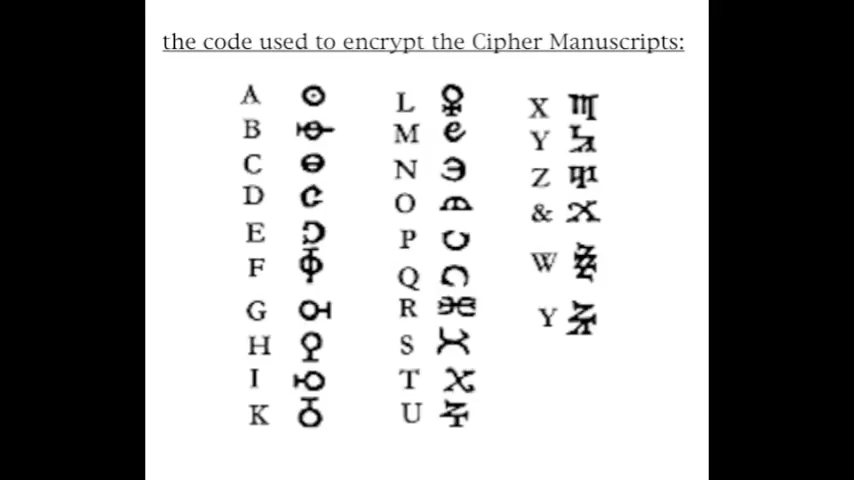 the code used to encrypt the Cipher Manuscripts:
A
B
C
D
E
F
G
H
I
K
L
M
N
O
P
Q
R
S
T
U
X
Y
Z
&
W
Y